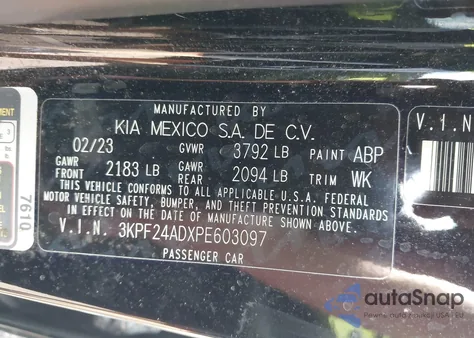 MANUFACTURED BY
KIA MEXICO S.A. DE C.V.
02/23 GVWR 3792 LB PAINT ABP
GAWR FRONT 2183 LB GAWR REAR 2094 LB TRIM WK
THIS VEHICLE CONFORMS TO ALL APPLICABLE U.S.A. FEDERAL
MOTOR VEHICLE SAFETY, BUMPER, AND THEFT PREVENTION STANDARDS
IN EFFECT ON THE DATE OF MANUFACTURE SHOWN ABOVE.
V.I.N. 3KPF24ADXPE603097
PASSENGER CAR
V.I.N
7610
autoSnap